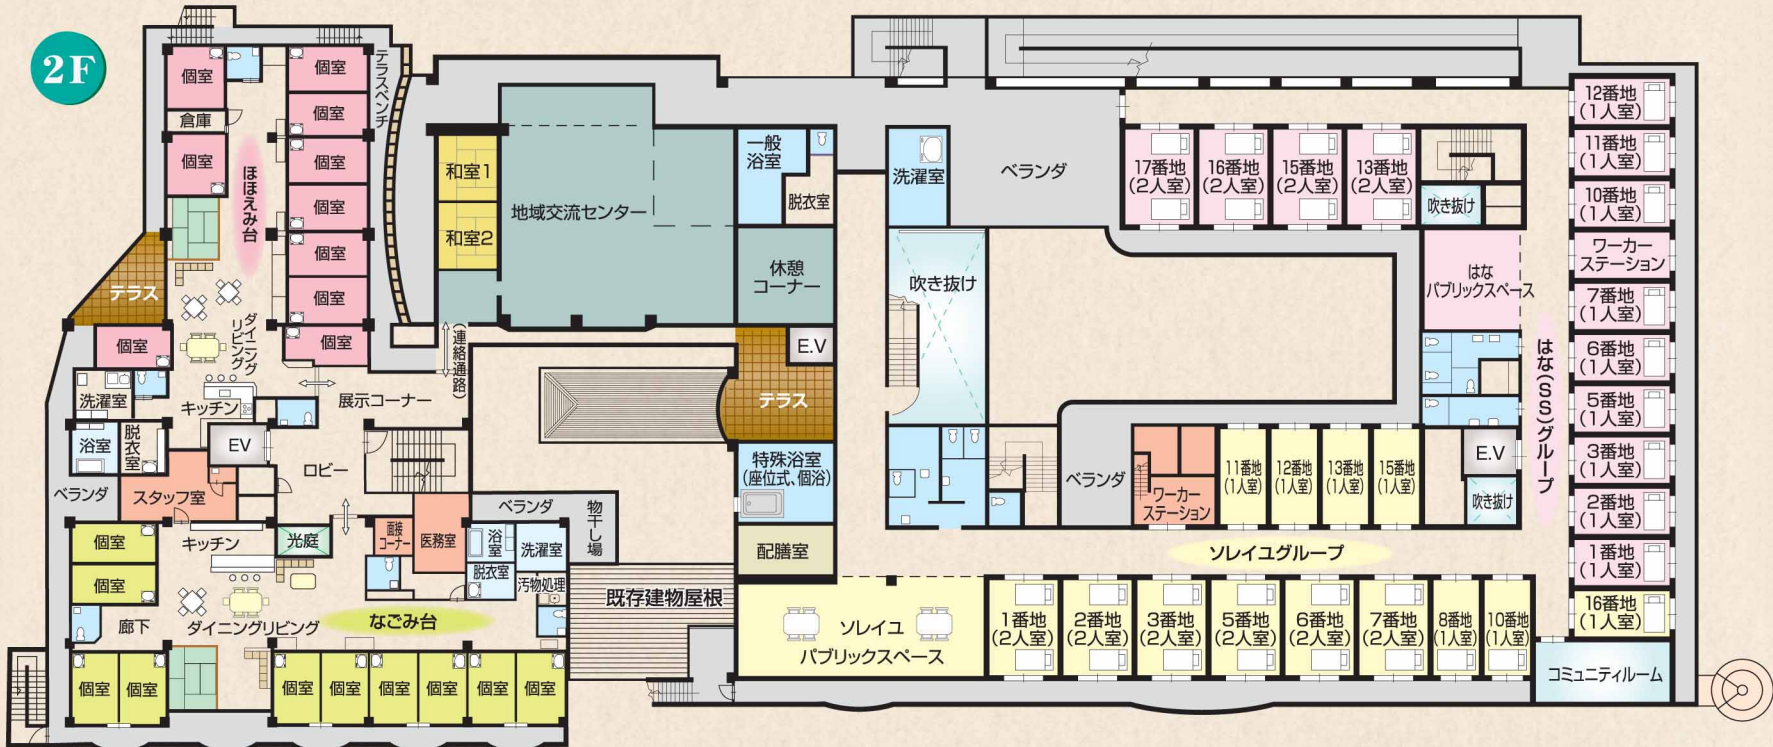 2F
個室
倉庫
個室
ほほえみ台
個室
個室
個室
個室
個室
個室
個室
テラスベンチ
テラス
個室
ダイニング
リビング
洗濯室
キッチン
展示コーナー
(連絡通路)
浴室
脱衣室
EV
ロビー
ベランダ
スタッフ室
和室1
和室2
地域交流センター
一般
浴室
脱衣室
休憩
コーナー
E.V
テラス
特殊浴室
(座位式、個浴)
配膳室
個室
個室
キッチン
光庭
面接
コーナー
医務室
ベランダ
浴室
脱衣室
洗濯室
汚物処理
物干し場
既存建物屋根
廊下
ダイニングリビング
なごみ台
個室
個室
個室
個室
個室
個室
個室
個室
洗濯室
ベランダ
吹き抜け
17番地
(2人室)
16番地
(2人室)
15番地
(2人室)
13番地
(2人室)
吹き抜け
はな
パブリックスペース
12番地
(1人室)
11番地
(1人室)
10番地
(1人室)
ワーカー
ステーション
7番地
(1人室)
6番地
(1人室)
5番地
(1人室)
3番地
(1人室)
2番地
(1人室)
1番地
(1人室)
16番地
(1人室)
はな(SS)グループ
ベランダ
ワーカー
ステーション
11番地
(1人室)
12番地
(1人室)
13番地
(1人室)
15番地
(1人室)
E.V
吹き抜け
ソレイユグループ
ソレイユ
パブリックスペース
1番地
(2人室)
2番地
(2人室)
3番地
(2人室)
5番地
(2人室)
6番地
(2人室)
7番地
(2人室)
8番地
(1人室)
10番地
(1人室)
コミュニティルーム